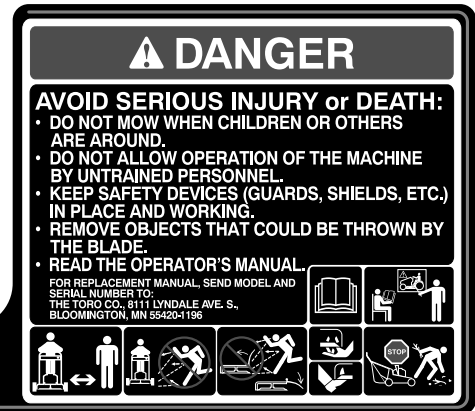 DANGER
AVOID SERIOUS INJURY or DEATH:
• DO NOT MOW WHEN CHILDREN OR OTHERS
ARE AROUND.
• DO NOT ALLOW OPERATION OF THE MACHINE
BY UNTRAINED PERSONNEL.
• KEEP SAFETY DEVICES (GUARDS, SHIELDS, ETC.)
IN PLACE AND WORKING.
• REMOVE OBJECTS THAT COULD BE THROWN BY
THE BLADE.
• READ THE OPERATOR'S MANUAL.
FOR REPLACEMENT MANUAL, SEND MODEL AND
SERIAL NUMBER TO:
THE TORO CO., 8111 LYNDALE AVE. S.,
BLOOMINGTON, MN 55420-1196
STOP